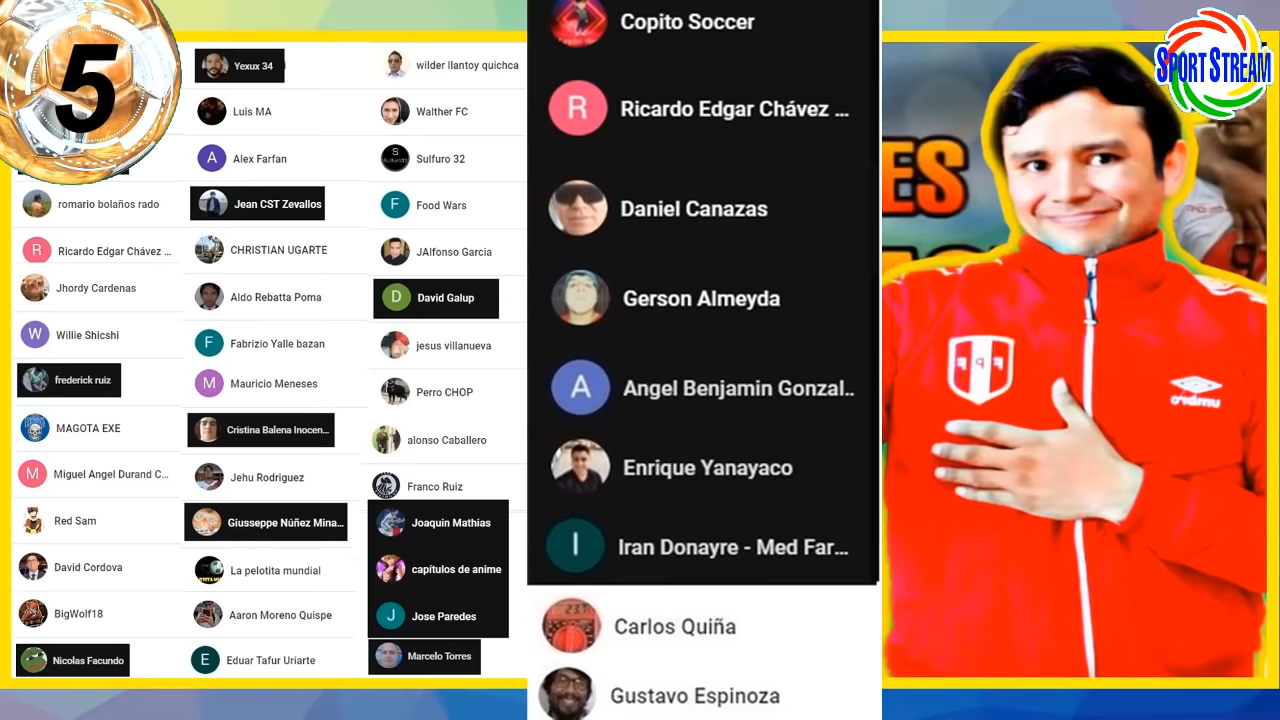 5
Yexux 34
Luis MA
Alex Farfan
Jean CST Zevallos
CHRISTIAN UGARTE
Aldo Rebatta Poma
Fabrizio Yalle bazan
Mauricio Meneses
Cristina Balena Inocen...
Jehu Rodriguez
Giusseppe Núñez Mina...
La pelotita mundial
Aaron Moreno Quispe
Eduar Tafur Uriarte
romario bolaños rado
Ricardo Edgar Chávez ...
Jhordy Cardenas
Willie Shicshi
frederick ruiz
MAGOTA EXE
Miguel Angel Durand C...
Red Sam
David Cordova
BigWolf18
Nicolas Facundo
wilder llantoy quichca
Walther FC
Sulfuro 32
Food Wars
JAlfonso Garcia
David Galup
jesus villanueva
Perro CHOP
alonso Caballero
Franco Ruiz
Joaquin Mathias
capítulos de anime
Jose Paredes
Marcelo Torres
Copito Soccer
Ricardo Edgar Chávez ...
Daniel Canazas
Gerson Almeyda
Angel Benjamin Gonzal..
Enrique Yanayaco
Iran Donayre - Med Far...
Carlos Quiña
Gustavo Espinoza
A
F
M
E
R
W
M
S
F
D
J
R
A
I
ES
SPORT STREAM
FPF
umbro